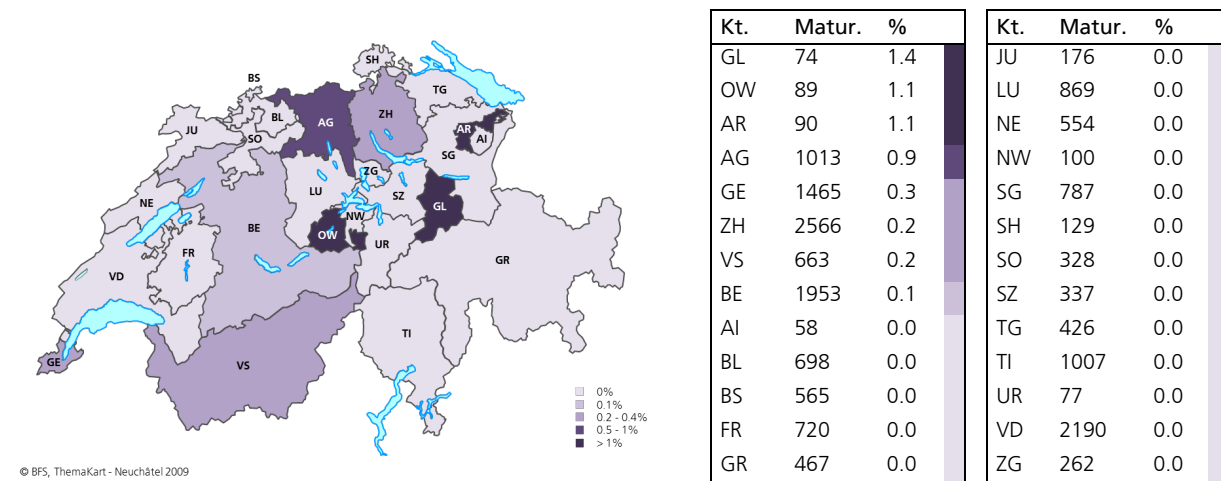 SH
BS
TG
BL
AG
ZH
JU
SO
AR
AI
SG
ZG
LU
SZ
NE
GL
NW
BE
OW
UR
FR
GR
VD
TI
GE
VS
0%
0.1%
0.2 - 0.4%
0.5 - 1%
> 1%
© BFS, ThemaKart - Neuchâtel 2009
Kt. Matur. %
GL 74 1.4
OW 89 1.1
AR 90 1.1
AG 1013 0.9
GE 1465 0.3
ZH 2566 0.2
VS 663 0.2
BE 1953 0.1
AI 58 0.0
BL 698 0.0
BS 565 0.0
FR 720 0.0
GR 467 0.0
Kt. Matur. %
JU 176 0.0
LU 869 0.0
NE 554 0.0
NW 100 0.0
SG 787 0.0
SH 129 0.0
SO 328 0.0
SZ 337 0.0
TG 426 0.0
TI 1007 0.0
UR 77 0.0
VD 2190 0.0
ZG 262 0.0